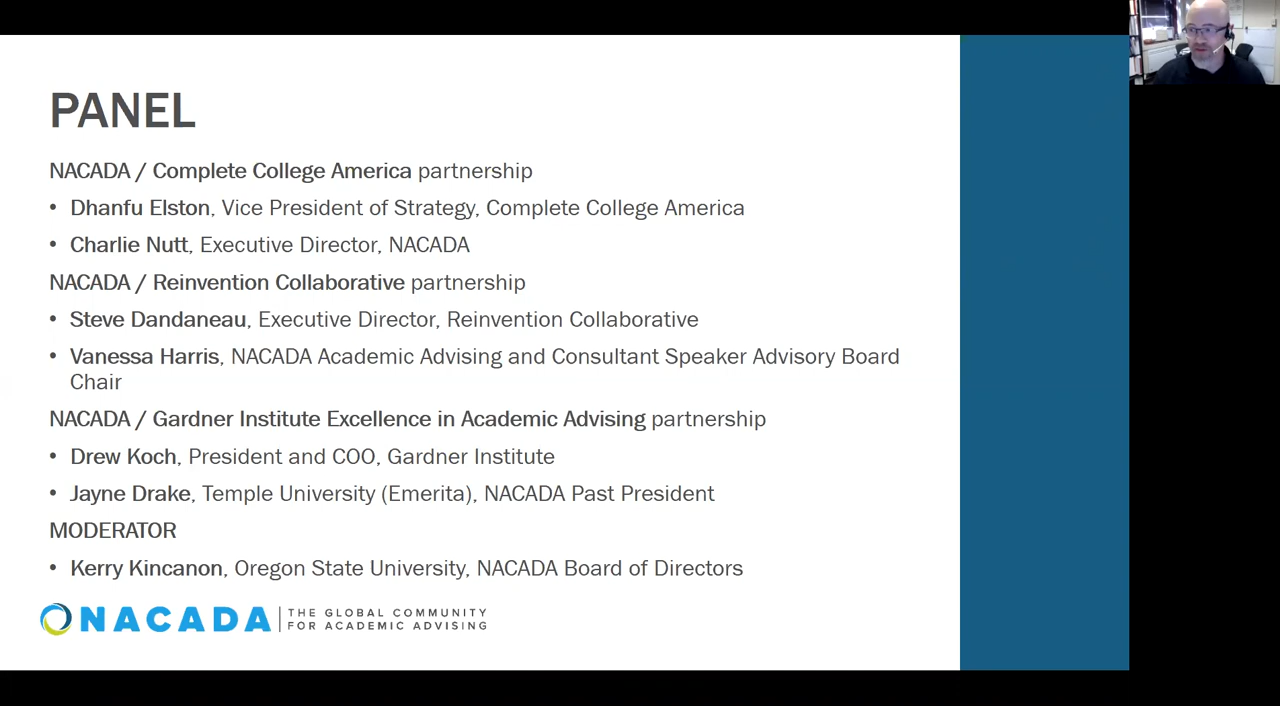 PANEL
NACADA / Complete College America partnership
• Dhanfu Elston, Vice President of Strategy, Complete College America
• Charlie Nutt, Executive Director, NACADA
NACADA / Reinvention Collaborative partnership
• Steve Dandaneau, Executive Director, Reinvention Collaborative
• Vanessa Harris, NACADA Academic Advising and Consultant Speaker Advisory Board
Chair
NACADA / Gardner Institute Excellence in Academic Advising partnership
• Drew Koch, President and COO, Gardner Institute
• Jayne Drake, Temple University (Emerita), NACADA Past President
MODERATOR
• Kerry Kincanon, Oregon State University, NACADA Board of Directors
NACADA
THE GLOBAL COMMUNITY
FOR ACADEMIC ADVISING